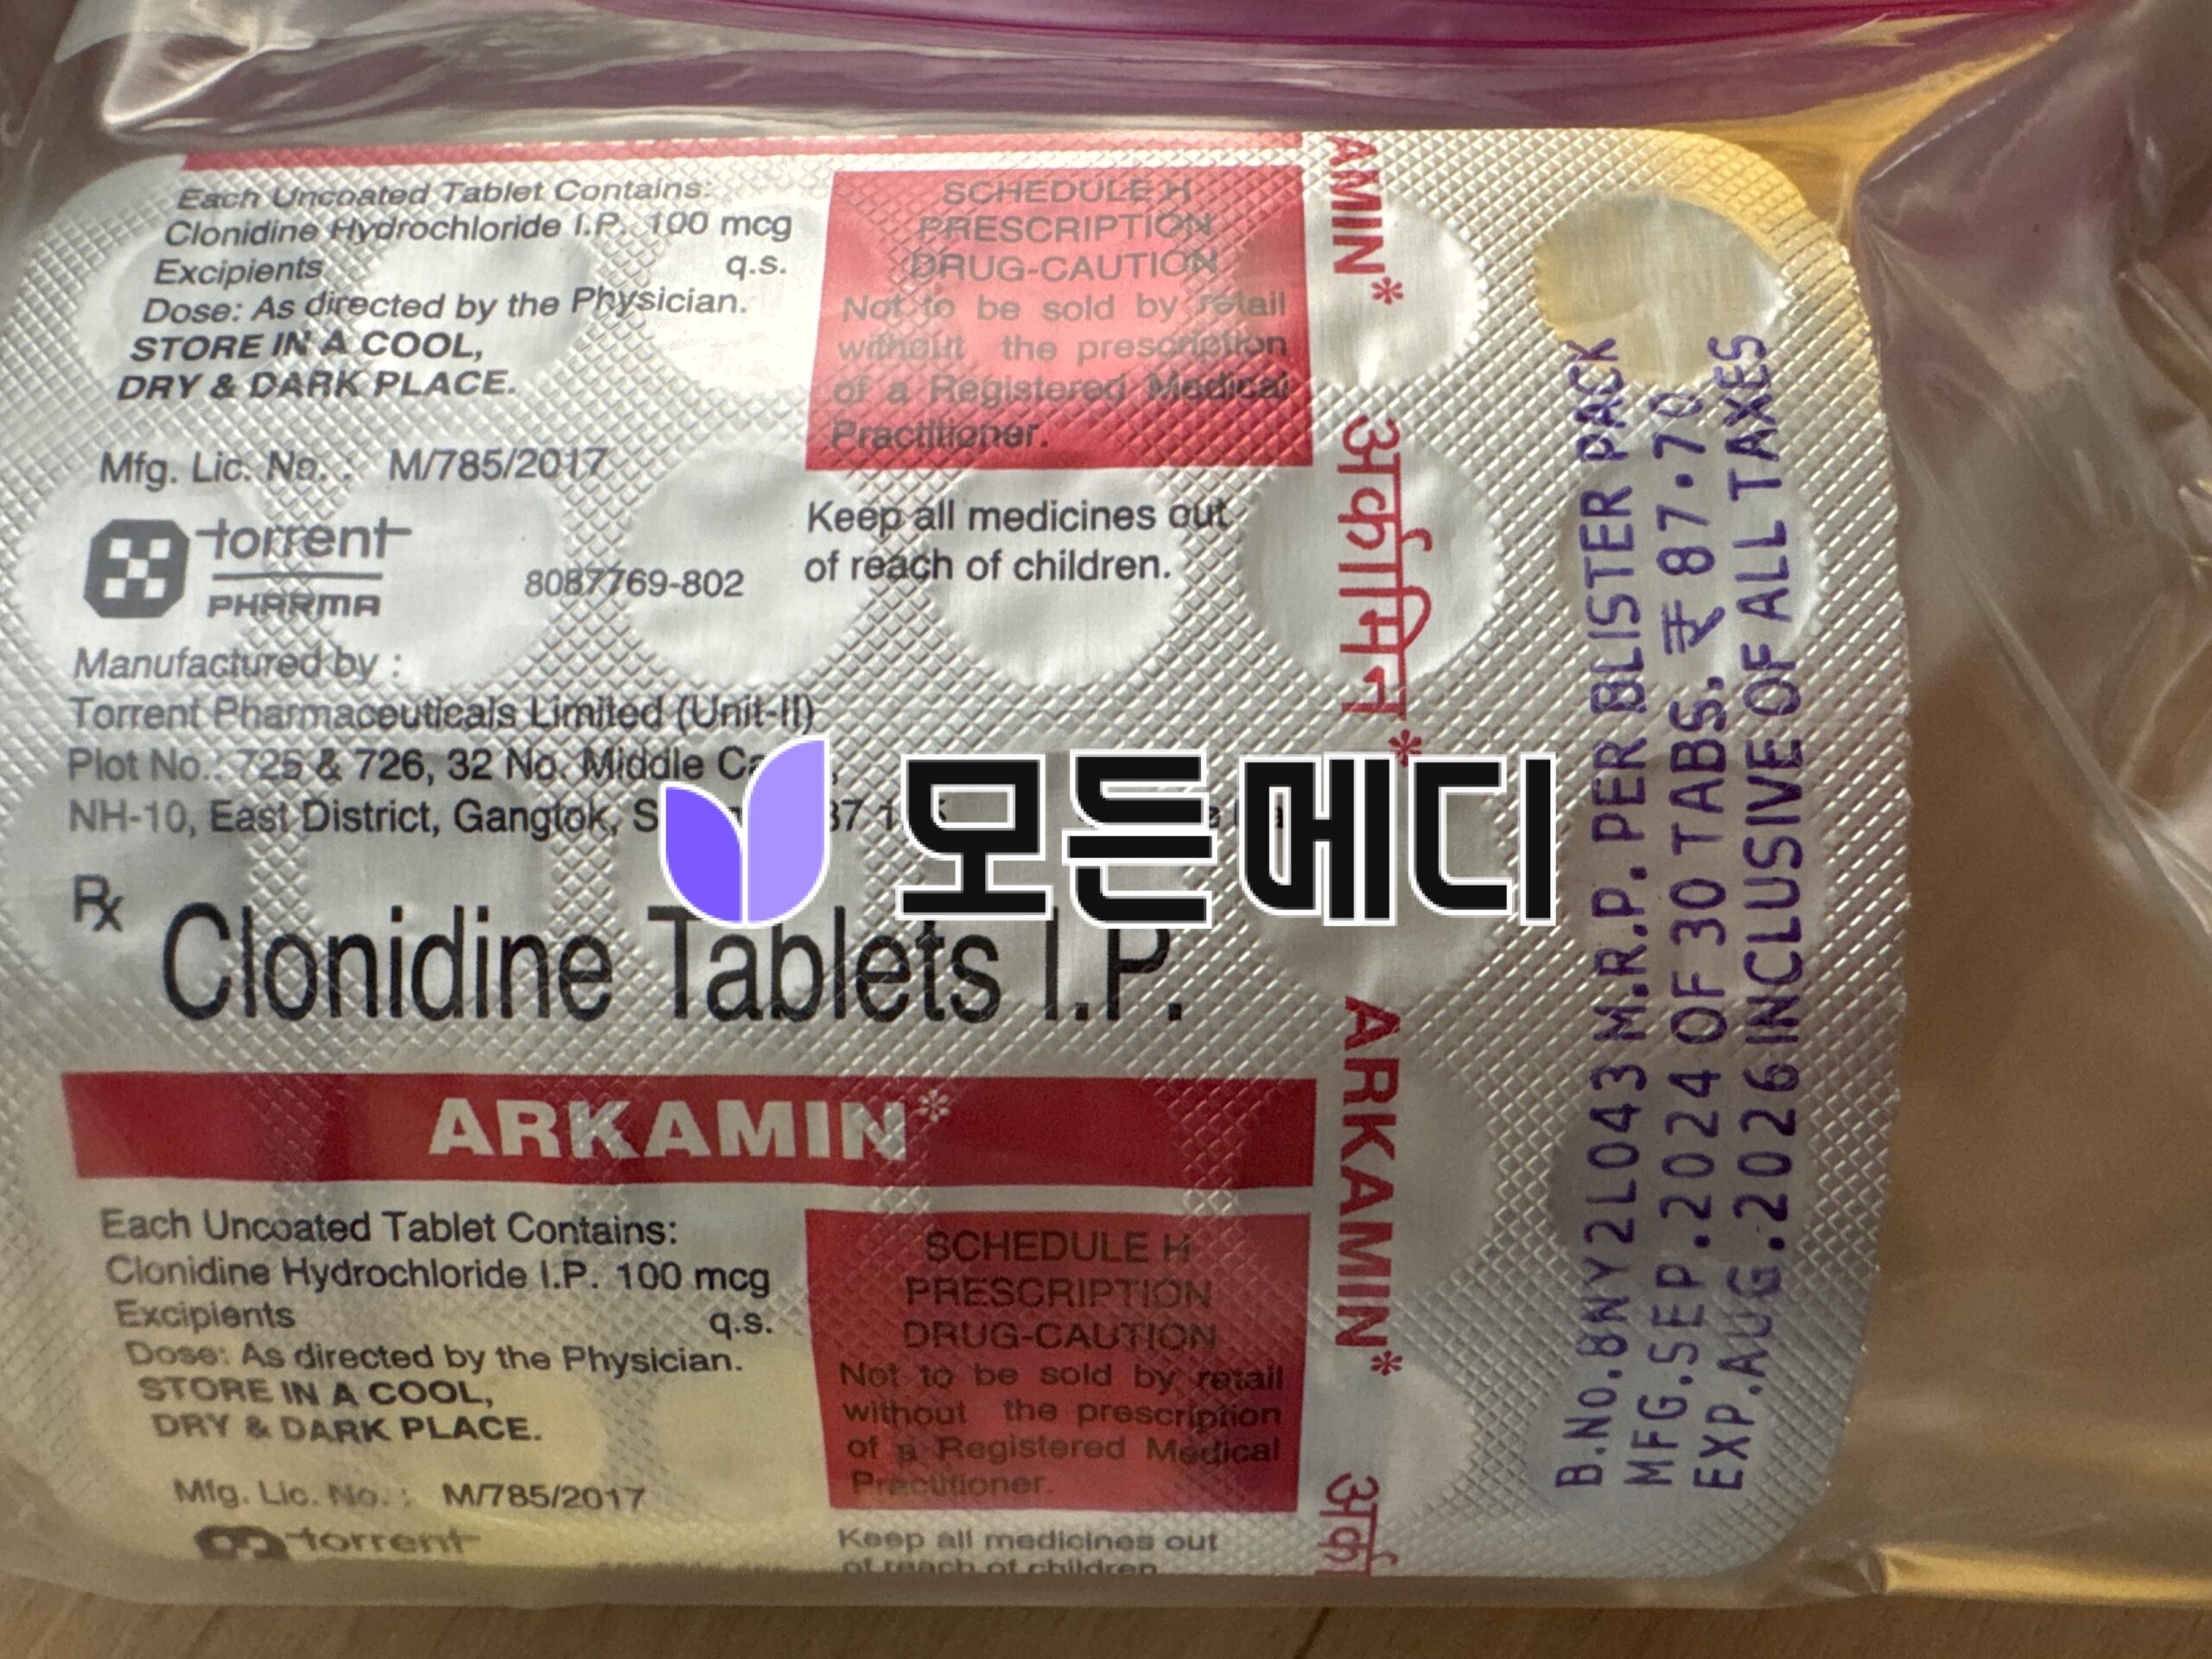 Each Uncoated Tablet Contains:
Clonidine Hydrochloride I.P. 100 mcg
Excipients q.s.
Dose: As directed by the Physician.
STORE IN A COOL,
DRY & DARK PLACE.
SCHEDULE H
PRESCRIPTION
DRUG-CAUTION
Not to be sold by retail
without the prescription
of a Registered Medical
Practitioner.
Mfg. Lic. No. : M/785/2017
torrent
PHARMA
8087769-802
Keep all medicines out
of reach of children.
Manufactured by :
Torrent Pharmaceuticals Limited (Unit-II)
Plot No.: 725 & 726, 32 No. Middle
NH-10, East District, Gangtok,
모든메디
Rx
Clonidine Tablets I.P.
ARKAMIN*
Each Uncoated Tablet Contains:
Clonidine Hydrochloride I.P. 100 mcg
Excipients q.s.
Dose: As directed by the Physician.
STORE IN A COOL,
DRY & DARK PLACE.
SCHEDULE H
PRESCRIPTION
DRUG-CAUTION
Not to be sold by retail
without the prescription
of a Registered Medical
Practitioner.
Mfg. Lic. No. : M/785/2017
torrent
Keep all medicines out
of reach of children
AMIN*
अर्कामिन*
ARKAMIN*
अर्क
B.No.8NY2L043 M.R.P. PER BLISTER PACK
MFG.SEP.2024 OF 30 TABS. ₹ 87.70
EXP.AUG.2026 INCLUSIVE OF ALL TAXES